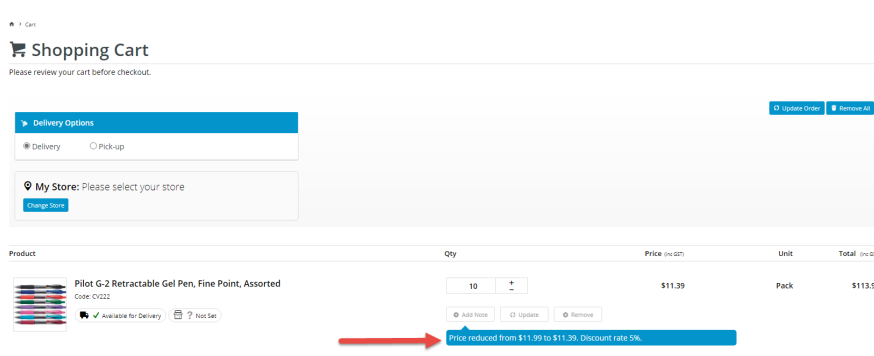 Cart
Shopping Cart
Please review your cart before checkout.
Update Order Remove All
Delivery Options
Delivery Pick-up
My Store: Please select your store
Change Store
Product Qty Price (inc GST) Unit Total (inc
Pilot G-2 Retractable Gel Pen, Fine Point, Assorted
10 + - $11.39 Pack $113.9
Code: CV222
Available for Delivery ? Not Set
Add Note Update Remove
Price reduced from $11.99 to $11.39. Discount rate 5%.